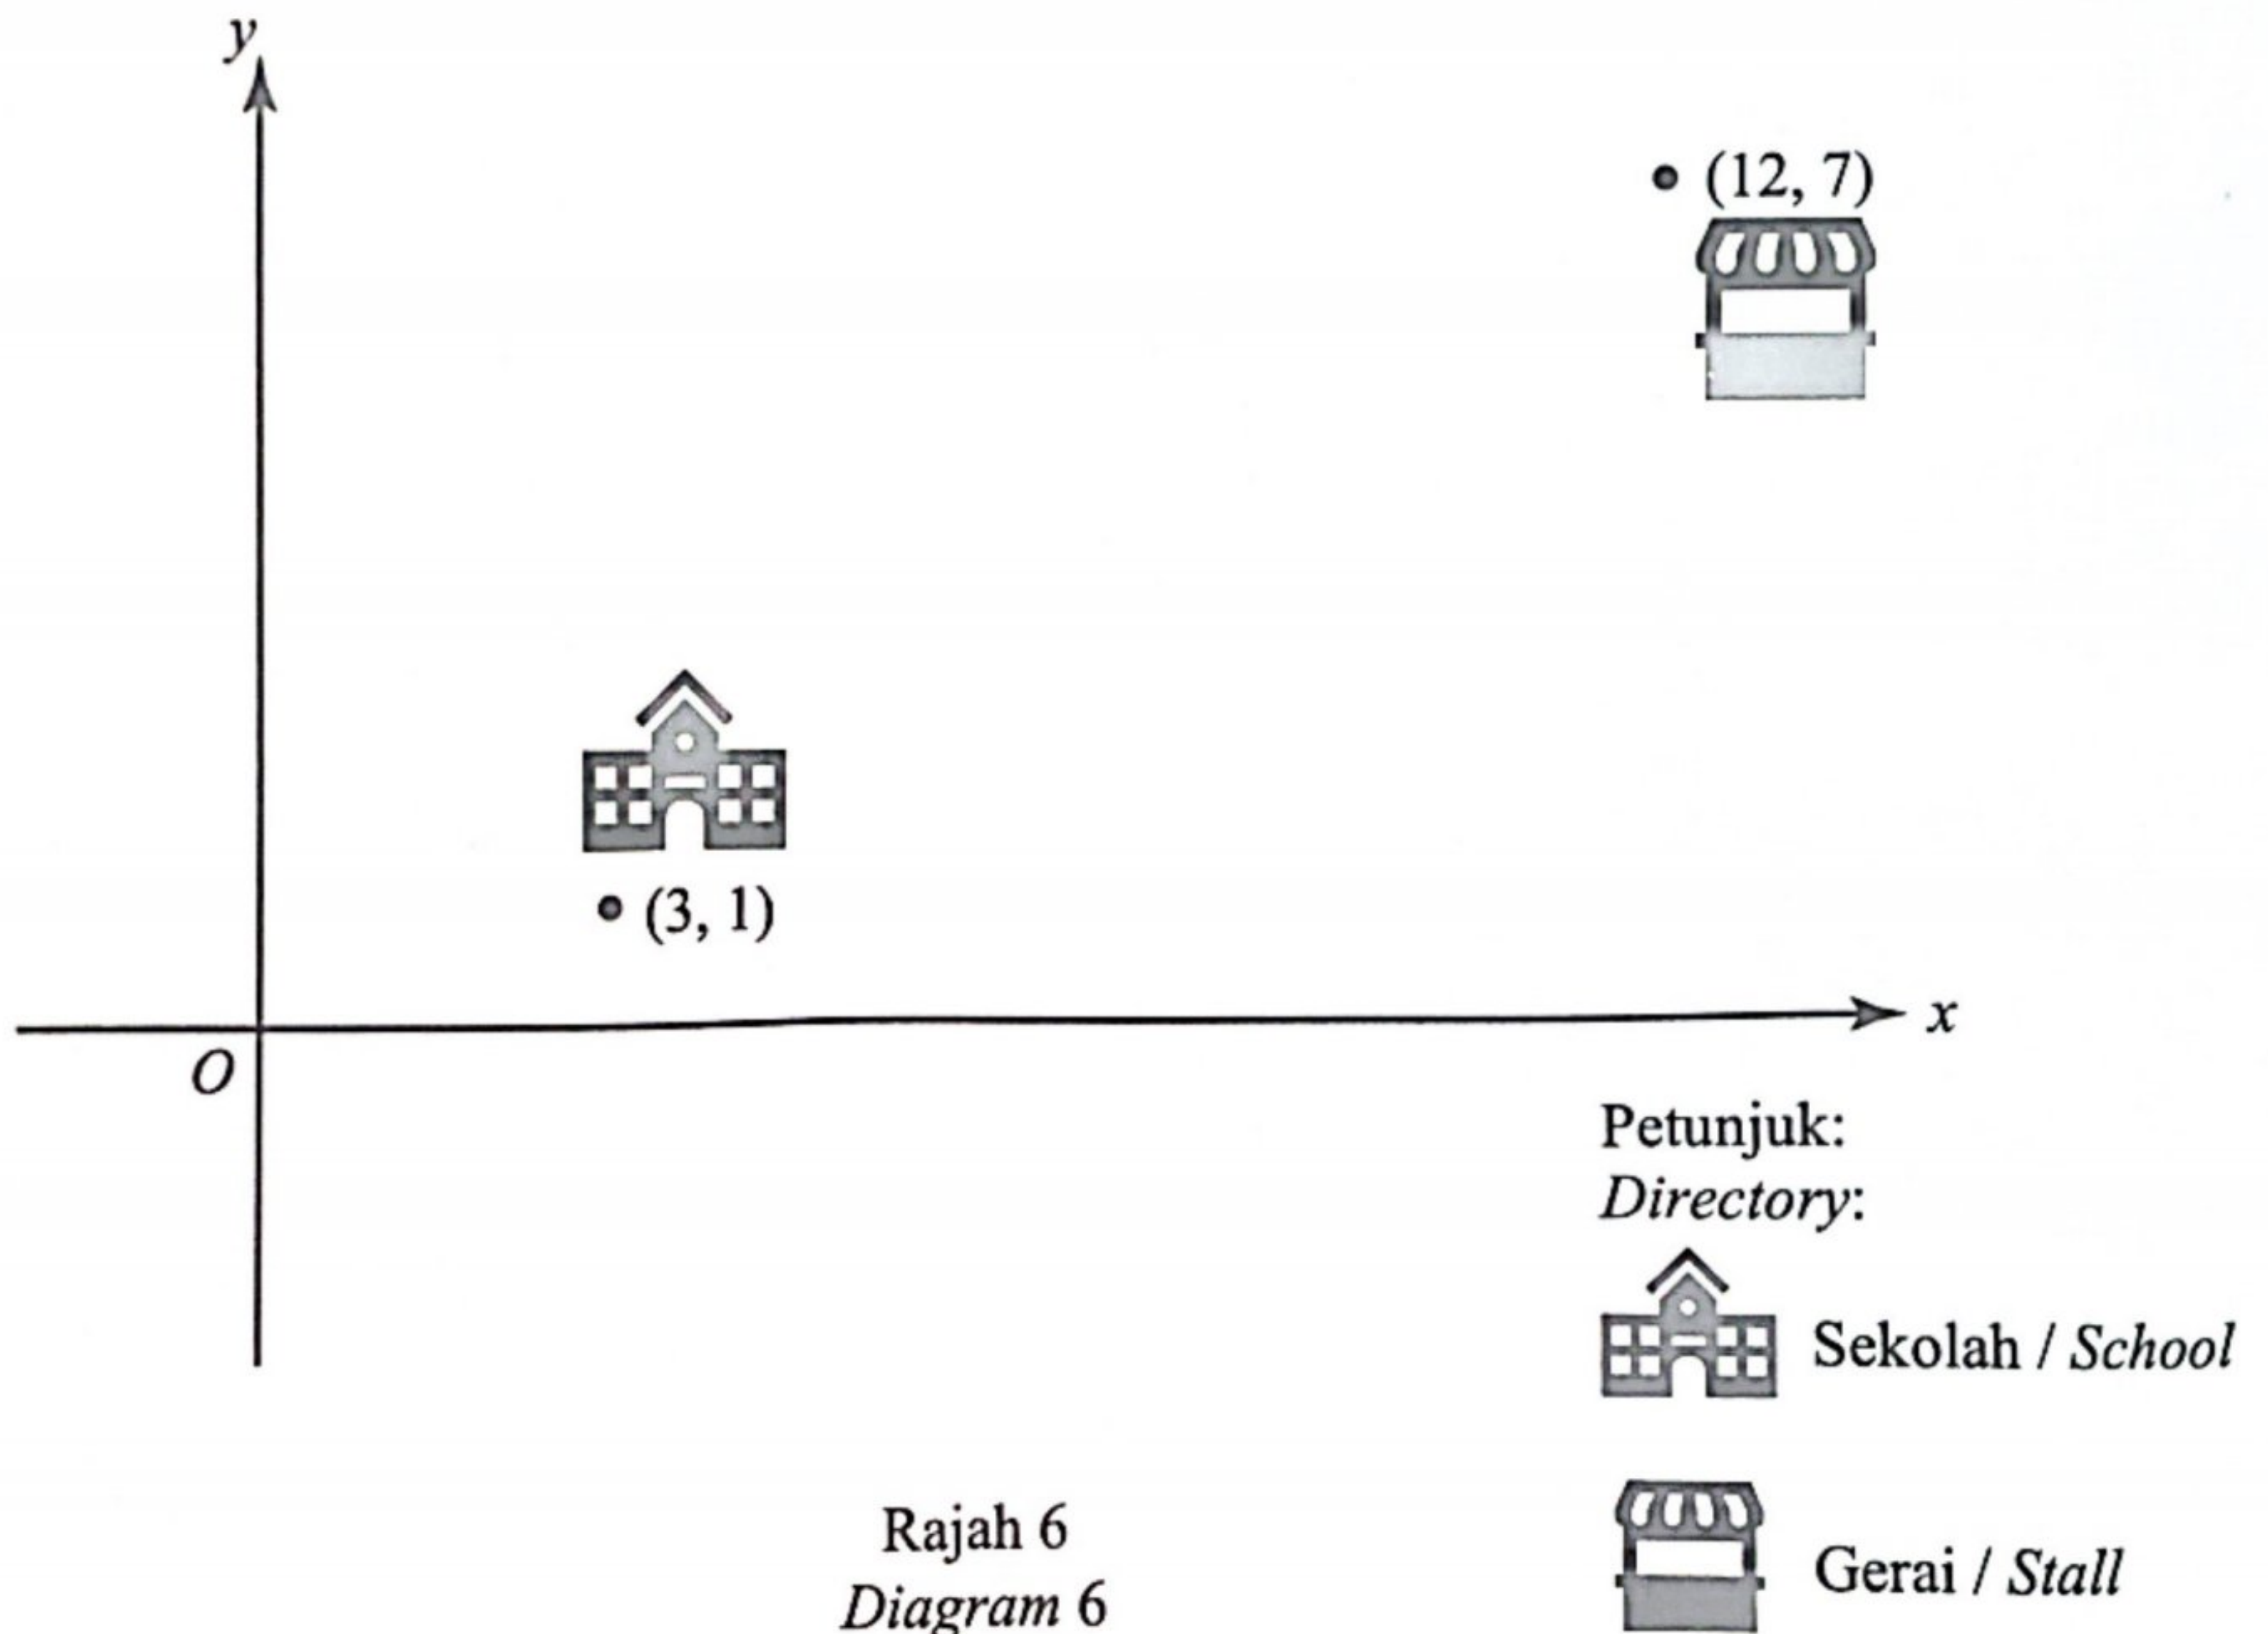 y
(12, 7)
(3, 1)
x
O
Petunjuk:
Directory:
Sekolah / School
Rajah 6
Diagram 6
Gerai / Stall